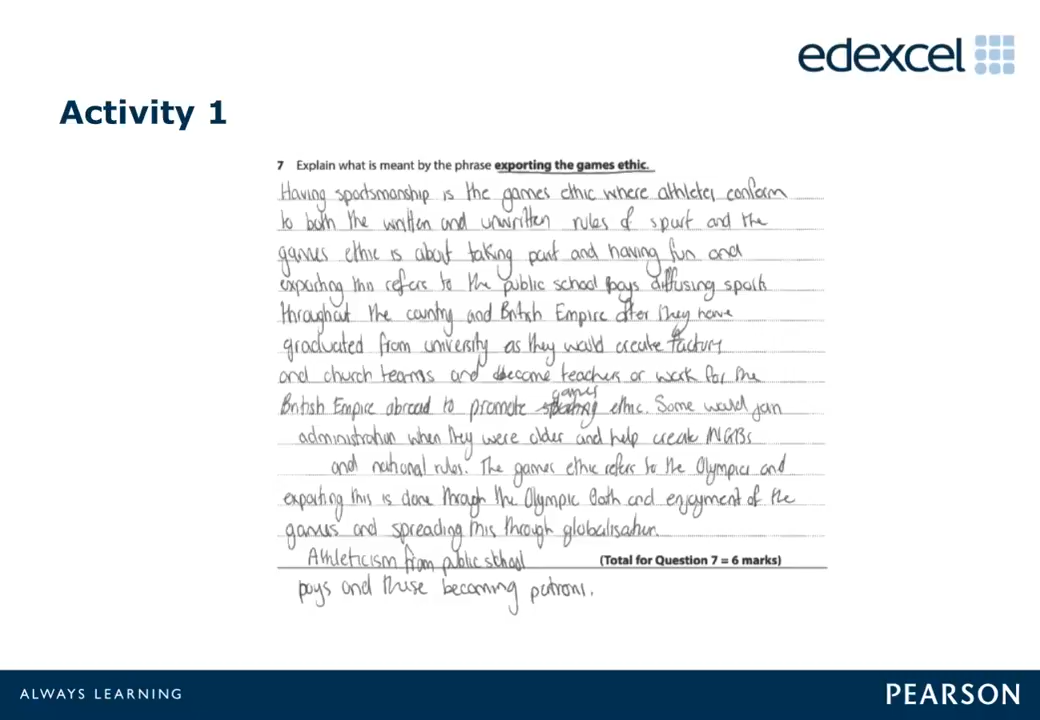 edexcel
Activity 1
7 Explain what is meant by the phrase exporting the games ethic.
Having sportsmanship is the games ethic where athletes conform
to both the written and unwritten rules of sport and the
games ethic is about taking part and having fun and
exporting this refers to the public school boys diffusing sports
throughout the country and British Empire after they have
graduated from university as they would create factory
and church teams and become teachers or work for the
British Empire abroad to promote games ethic. Some would join
administration when they were older and help create NGBs
and national rules. The games ethic refers to the Olympics and
exporting this is done through the Olympic Oath and enjoyment of the
games and spreading this through globalisation.
Athleticism from public school
(Total for Question 7 = 6 marks)
boys and these becoming patrons.
ALWAYS LEARNING
PEARSON